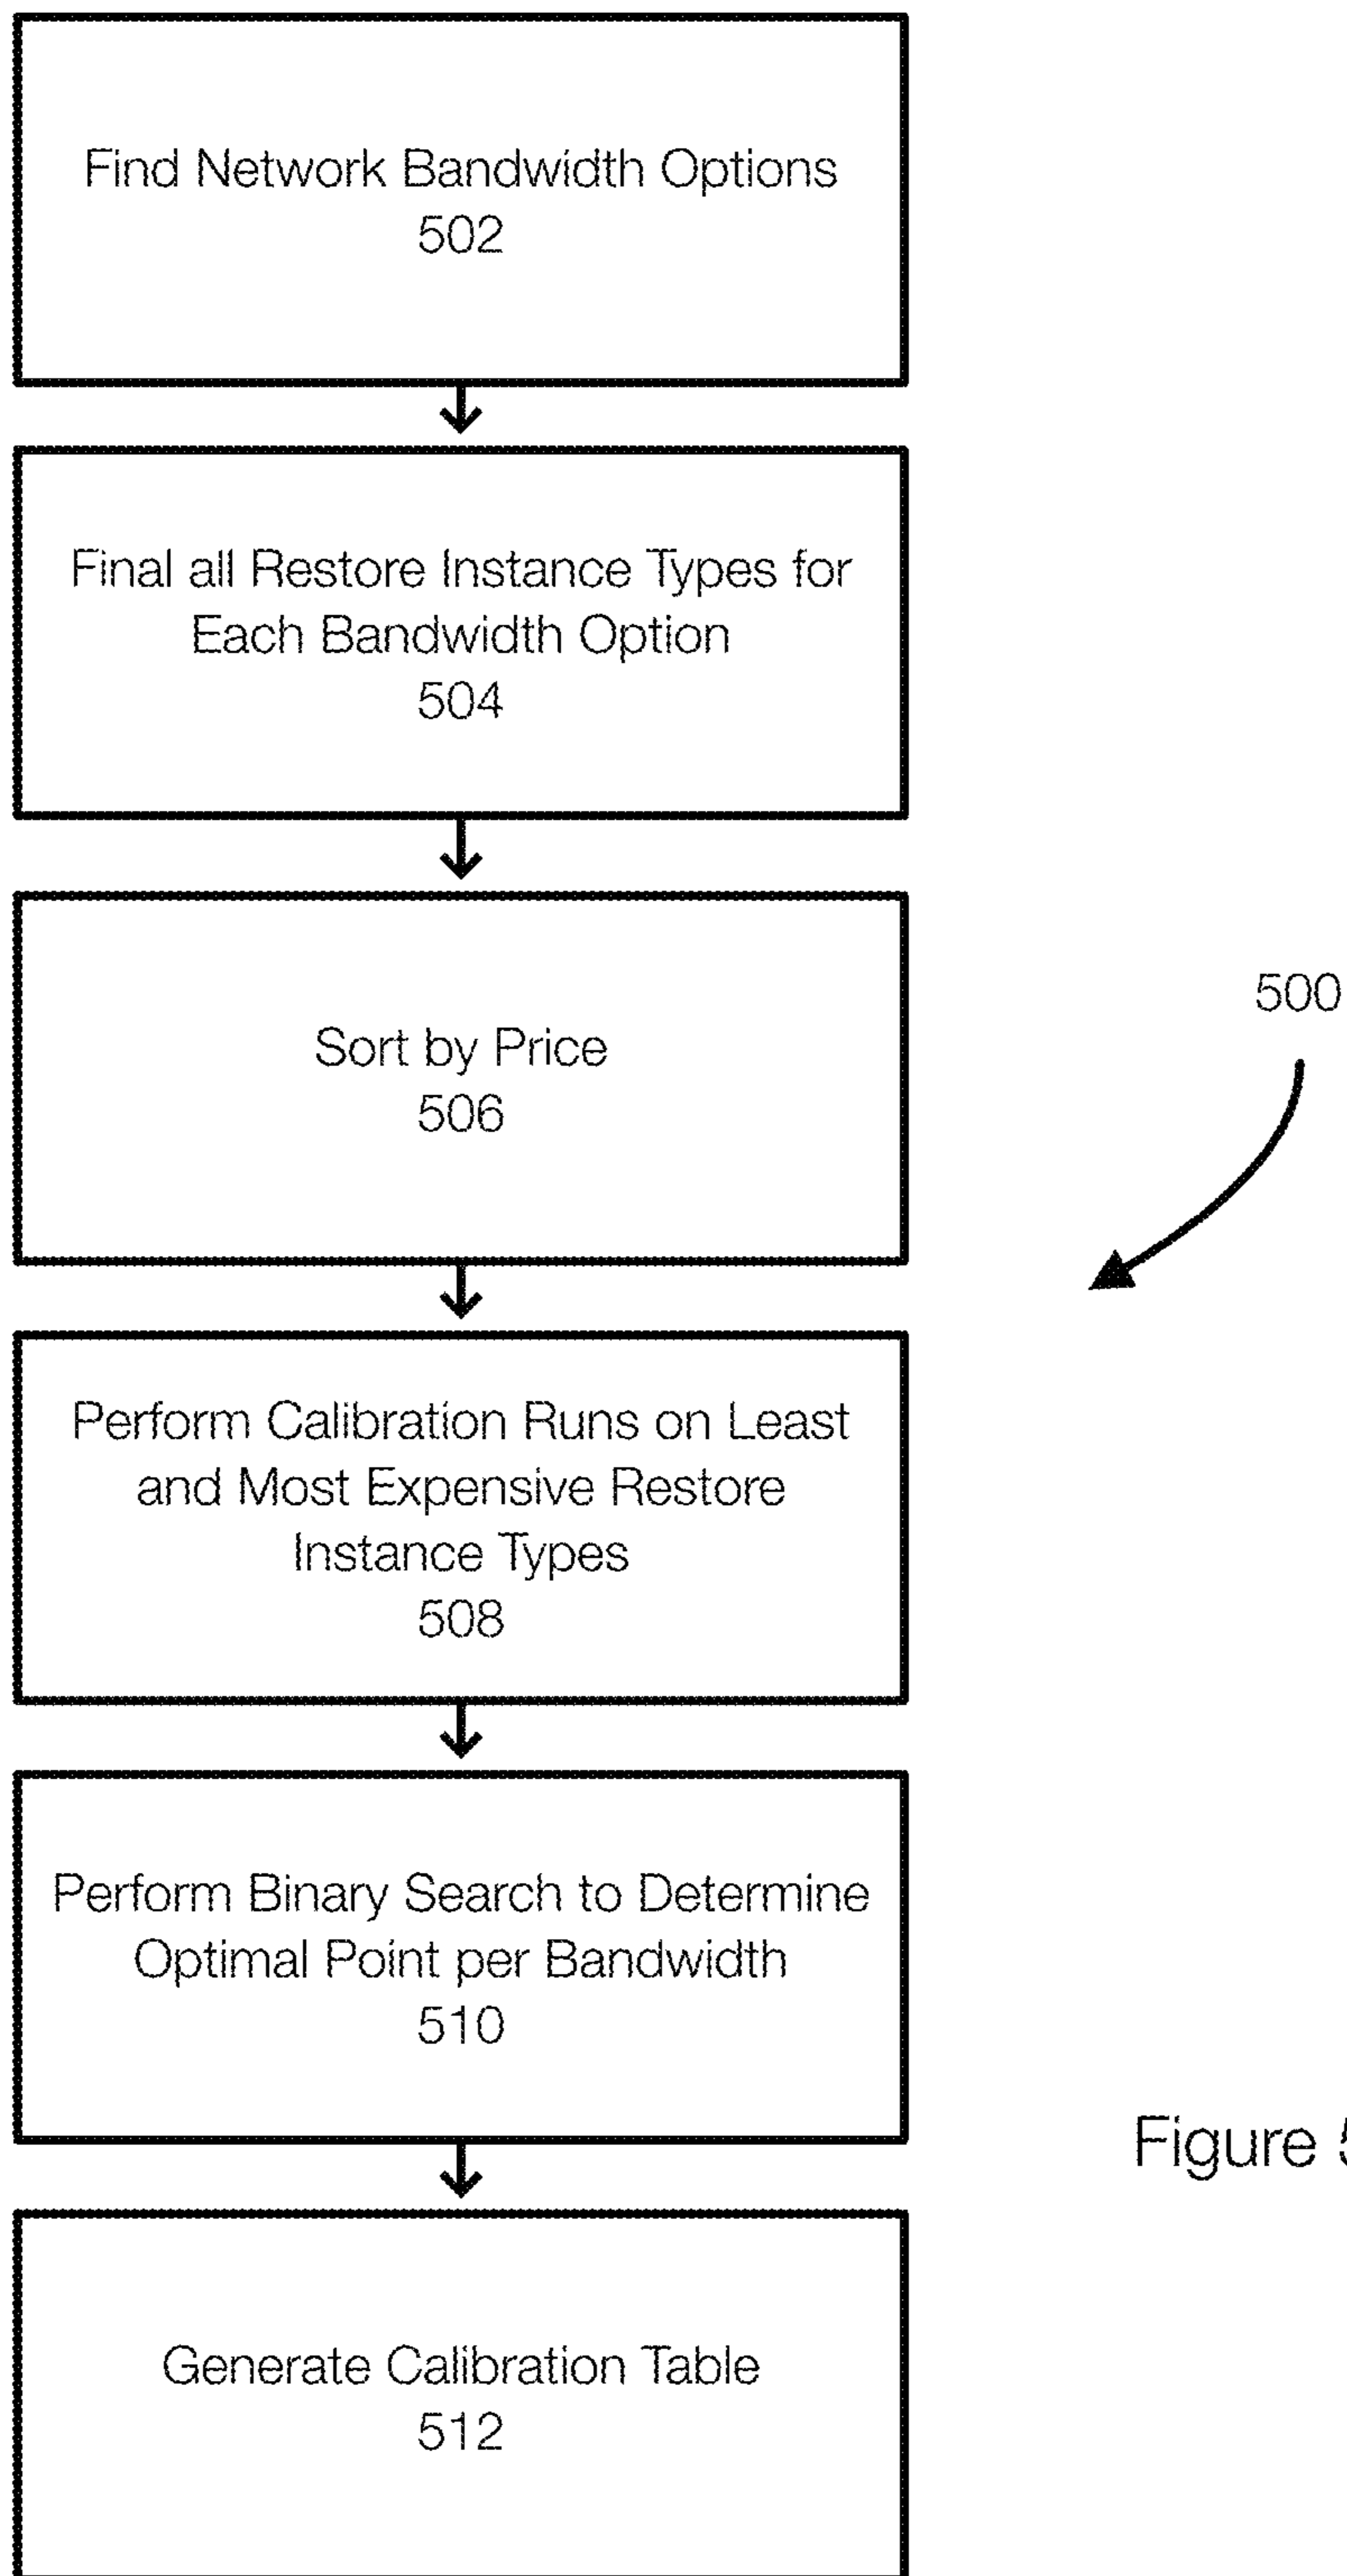 Find Network Bandwidth Options
502
Final all Restore Instance Types for
Each Bandwidth Option
504
Sort by Price
506
500
Perform Calibration Runs on Least
and Most Expensive Restore
Instance Types
508
Perform Binary Search to Determine
Optimal Point per Bandwidth
510
Figure 5
Generate Calibration Table
512